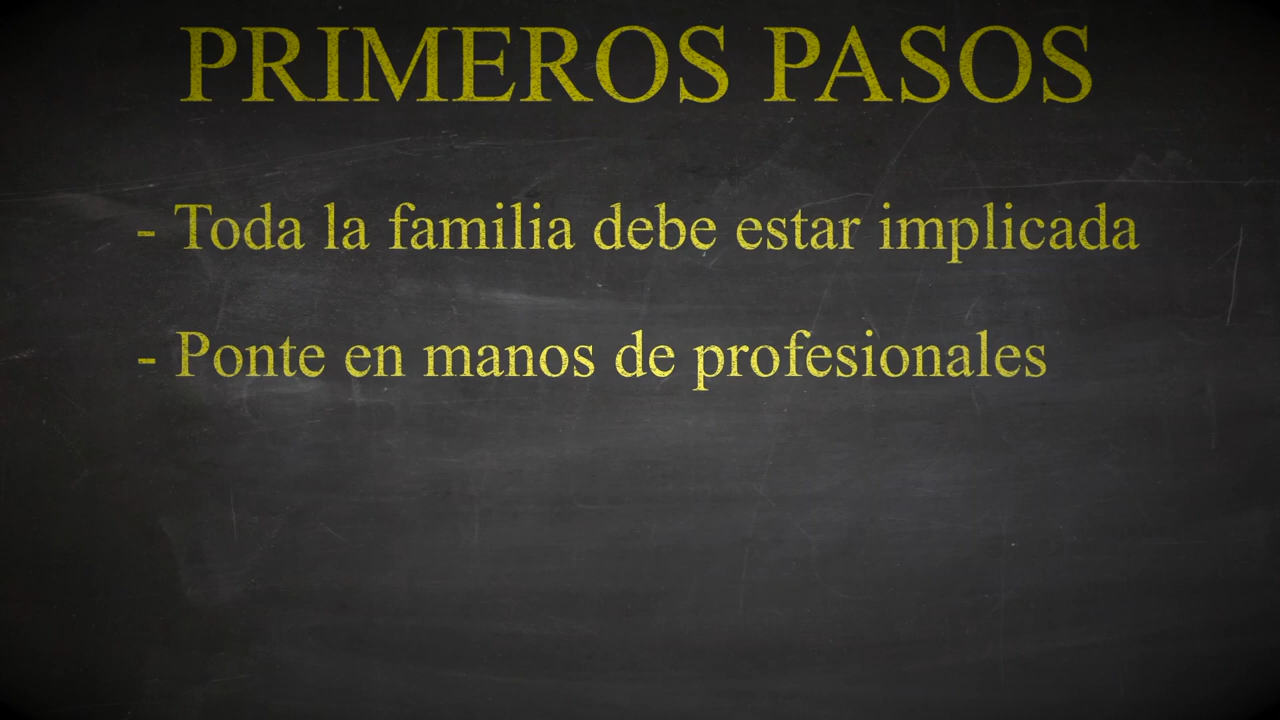 PRIMEROS PASOS
- Toda la familia debe estar implicada
- Ponte en manos de profesionales